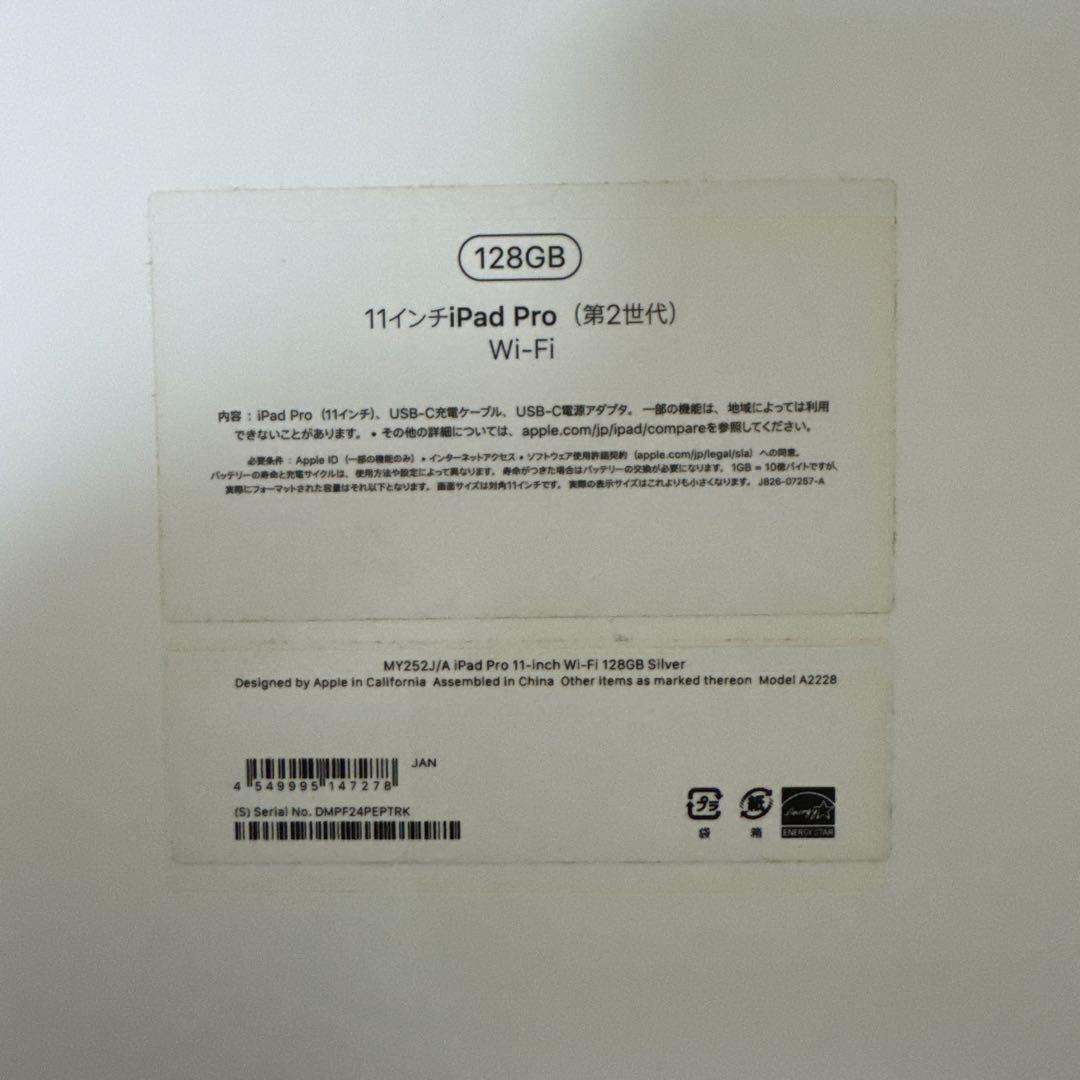 128GB
11インチiPad Pro（第2世代）
Wi-Fi
内容：iPad Pro（11インチ）、USB-C充電ケーブル、USB-C電源アダプタ。一部の機能は、地域によっては利用
できないことがあります。• その他の詳細については、apple.com/jp/ipad/compareを参照してください。
必要条件：Apple ID（一部の機能のみ）• インターネットアクセス • ソフトウェア使用許諾契約（apple.com/jp/legal/sla）への同意。
バッテリーの寿命と充電サイクルは、使用方法や設定によって異なります。寿命がつきた場合はバッテリーの交換が必要になります。1GB = 10億バイトですが、
実際にフォーマットされた容量はそれ以下となります。画面サイズは対角11インチです。実際の表示サイズはこれよりも小さくなります。JB26-07257-A
MY252J/A iPad Pro 11-inch Wi-Fi 128GB Silver
Designed by Apple in California Assembled in China Other items as marked thereon Model A2228
JAN
4 549995 147278
(S) Serial No. DMPF24PEPTRK
プラ 紙 energy
袋 箱 ENERGY STAR